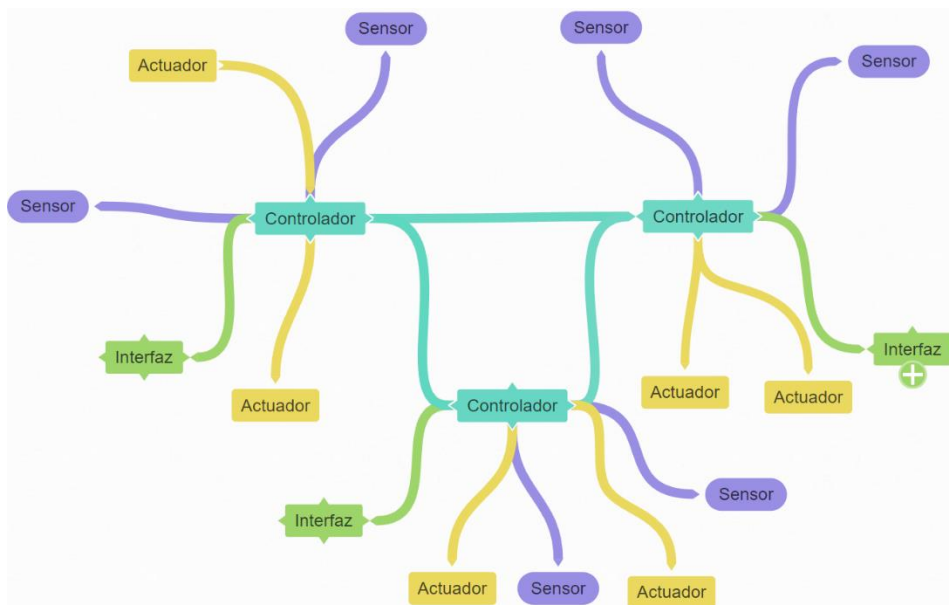 Sensor
Sensor
Sensor
Actuador
Sensor
Controlador
Controlador
Interfaz
Interfaz
Actuador
Actuador
Actuador
Controlador
Sensor
Interfaz
Actuador
Sensor
Actuador